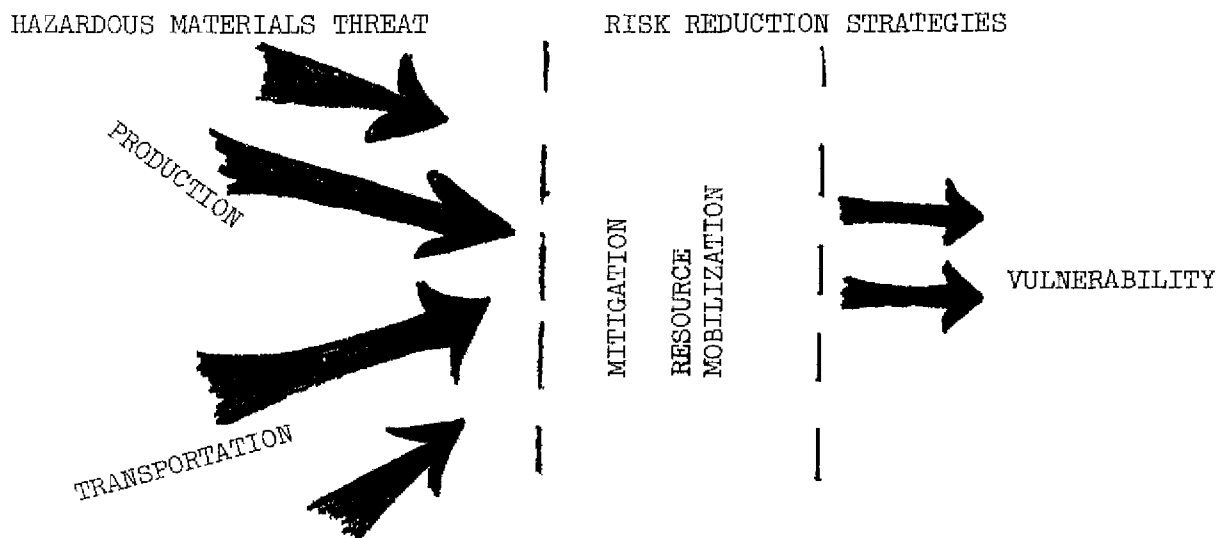 HAZARDOUS MATERIALS THREAT
RISK REDUCTION STRATEGIES
PRODUCTION
TRANSPORTATION
MITIGATION
RESOURCE
MOBILIZATION
VULNERABILITY